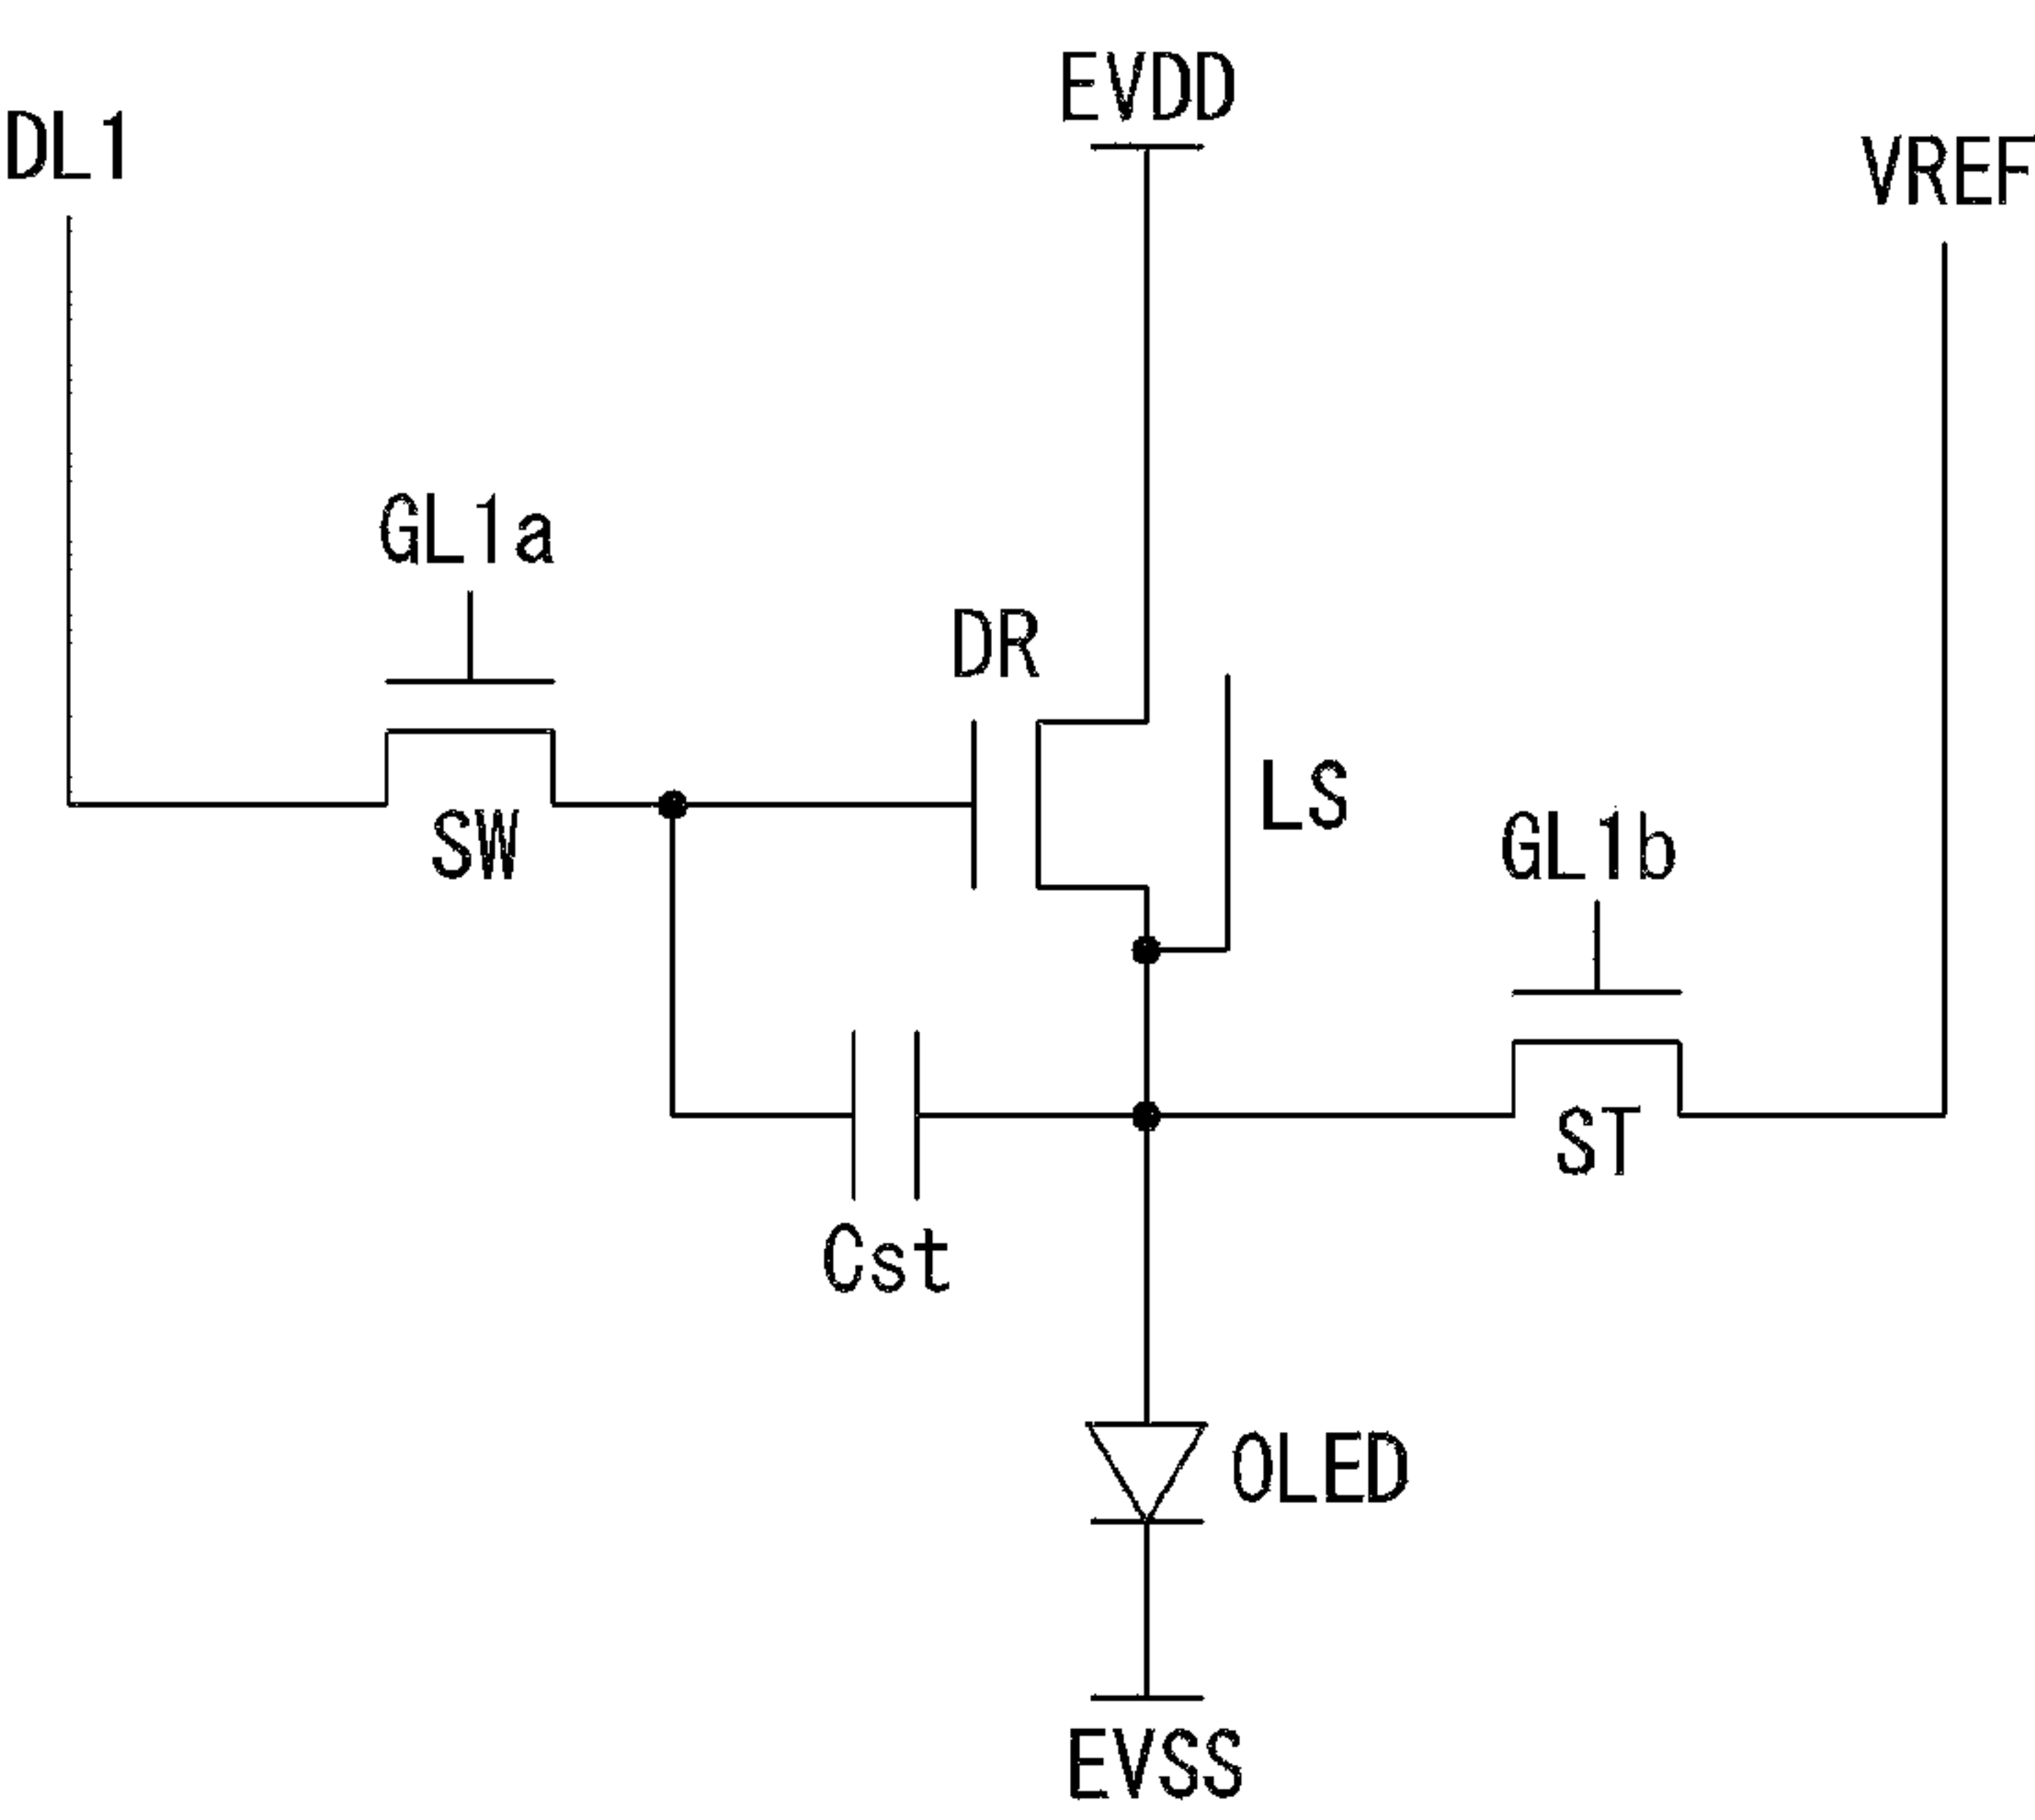 EVDD
DL1
VREF
GL1a
DR
LS
SW
GL1b
ST
Cst
OLED
EVSS